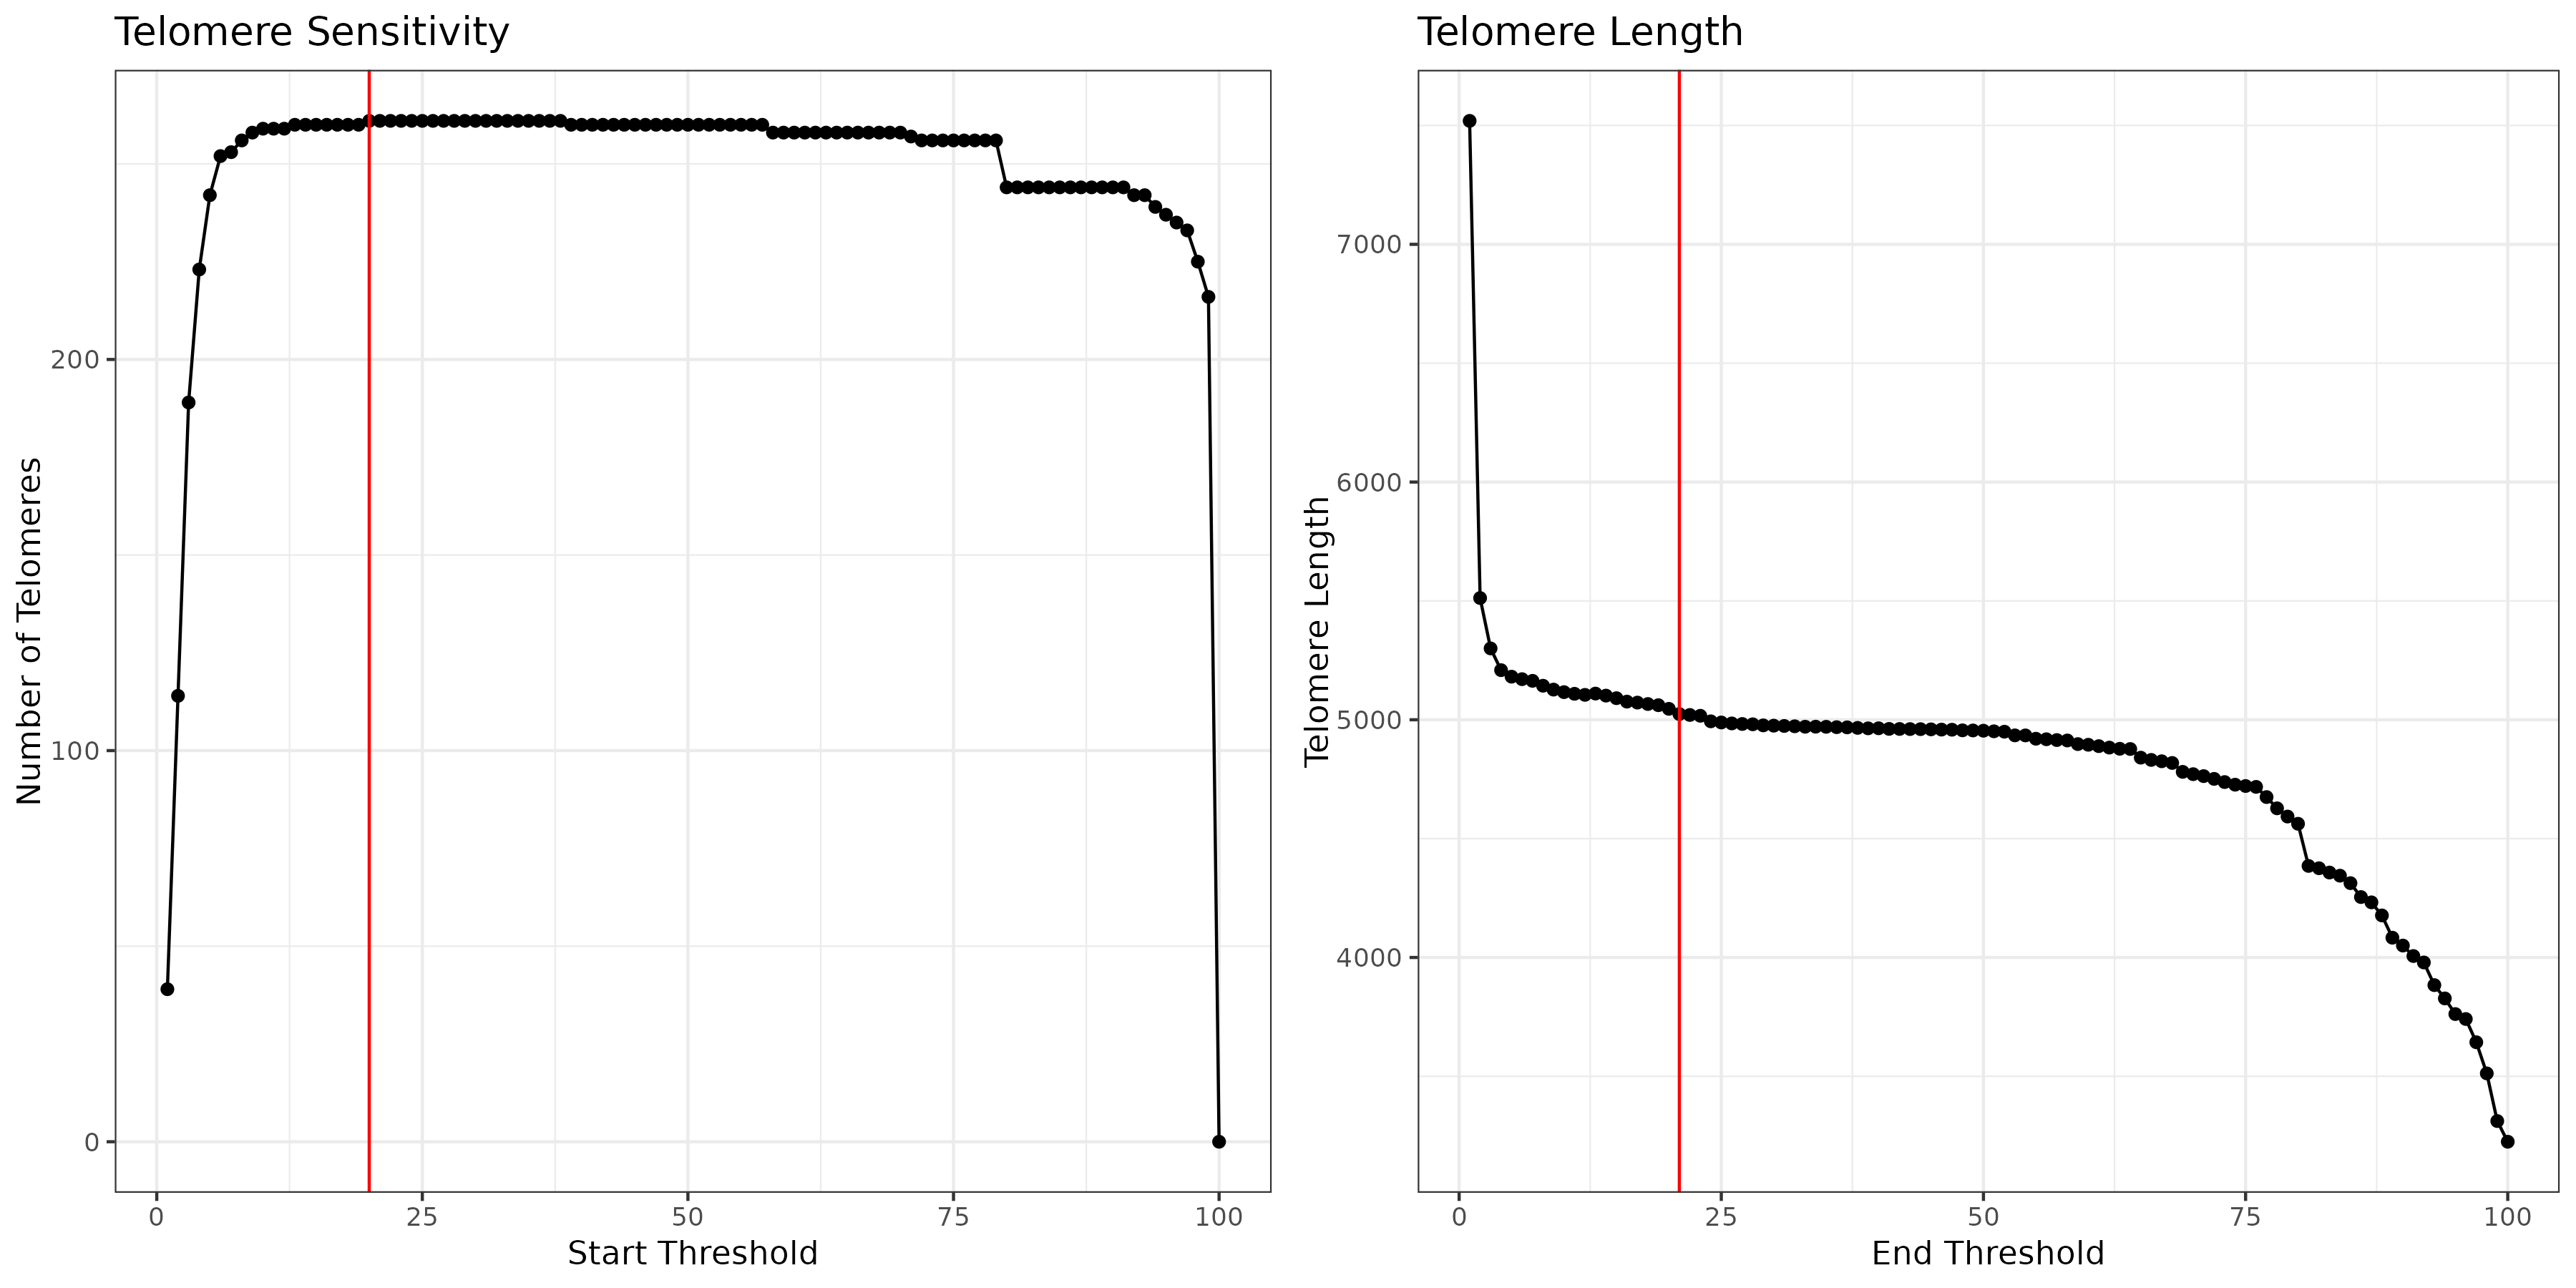 Telomere Sensitivity
Number of Telomeres
200
100
0
0 25 50 75 100
Start Threshold
Telomere Length
Telomere Length
7000
6000
5000
4000
0 25 50 75 100
End Threshold